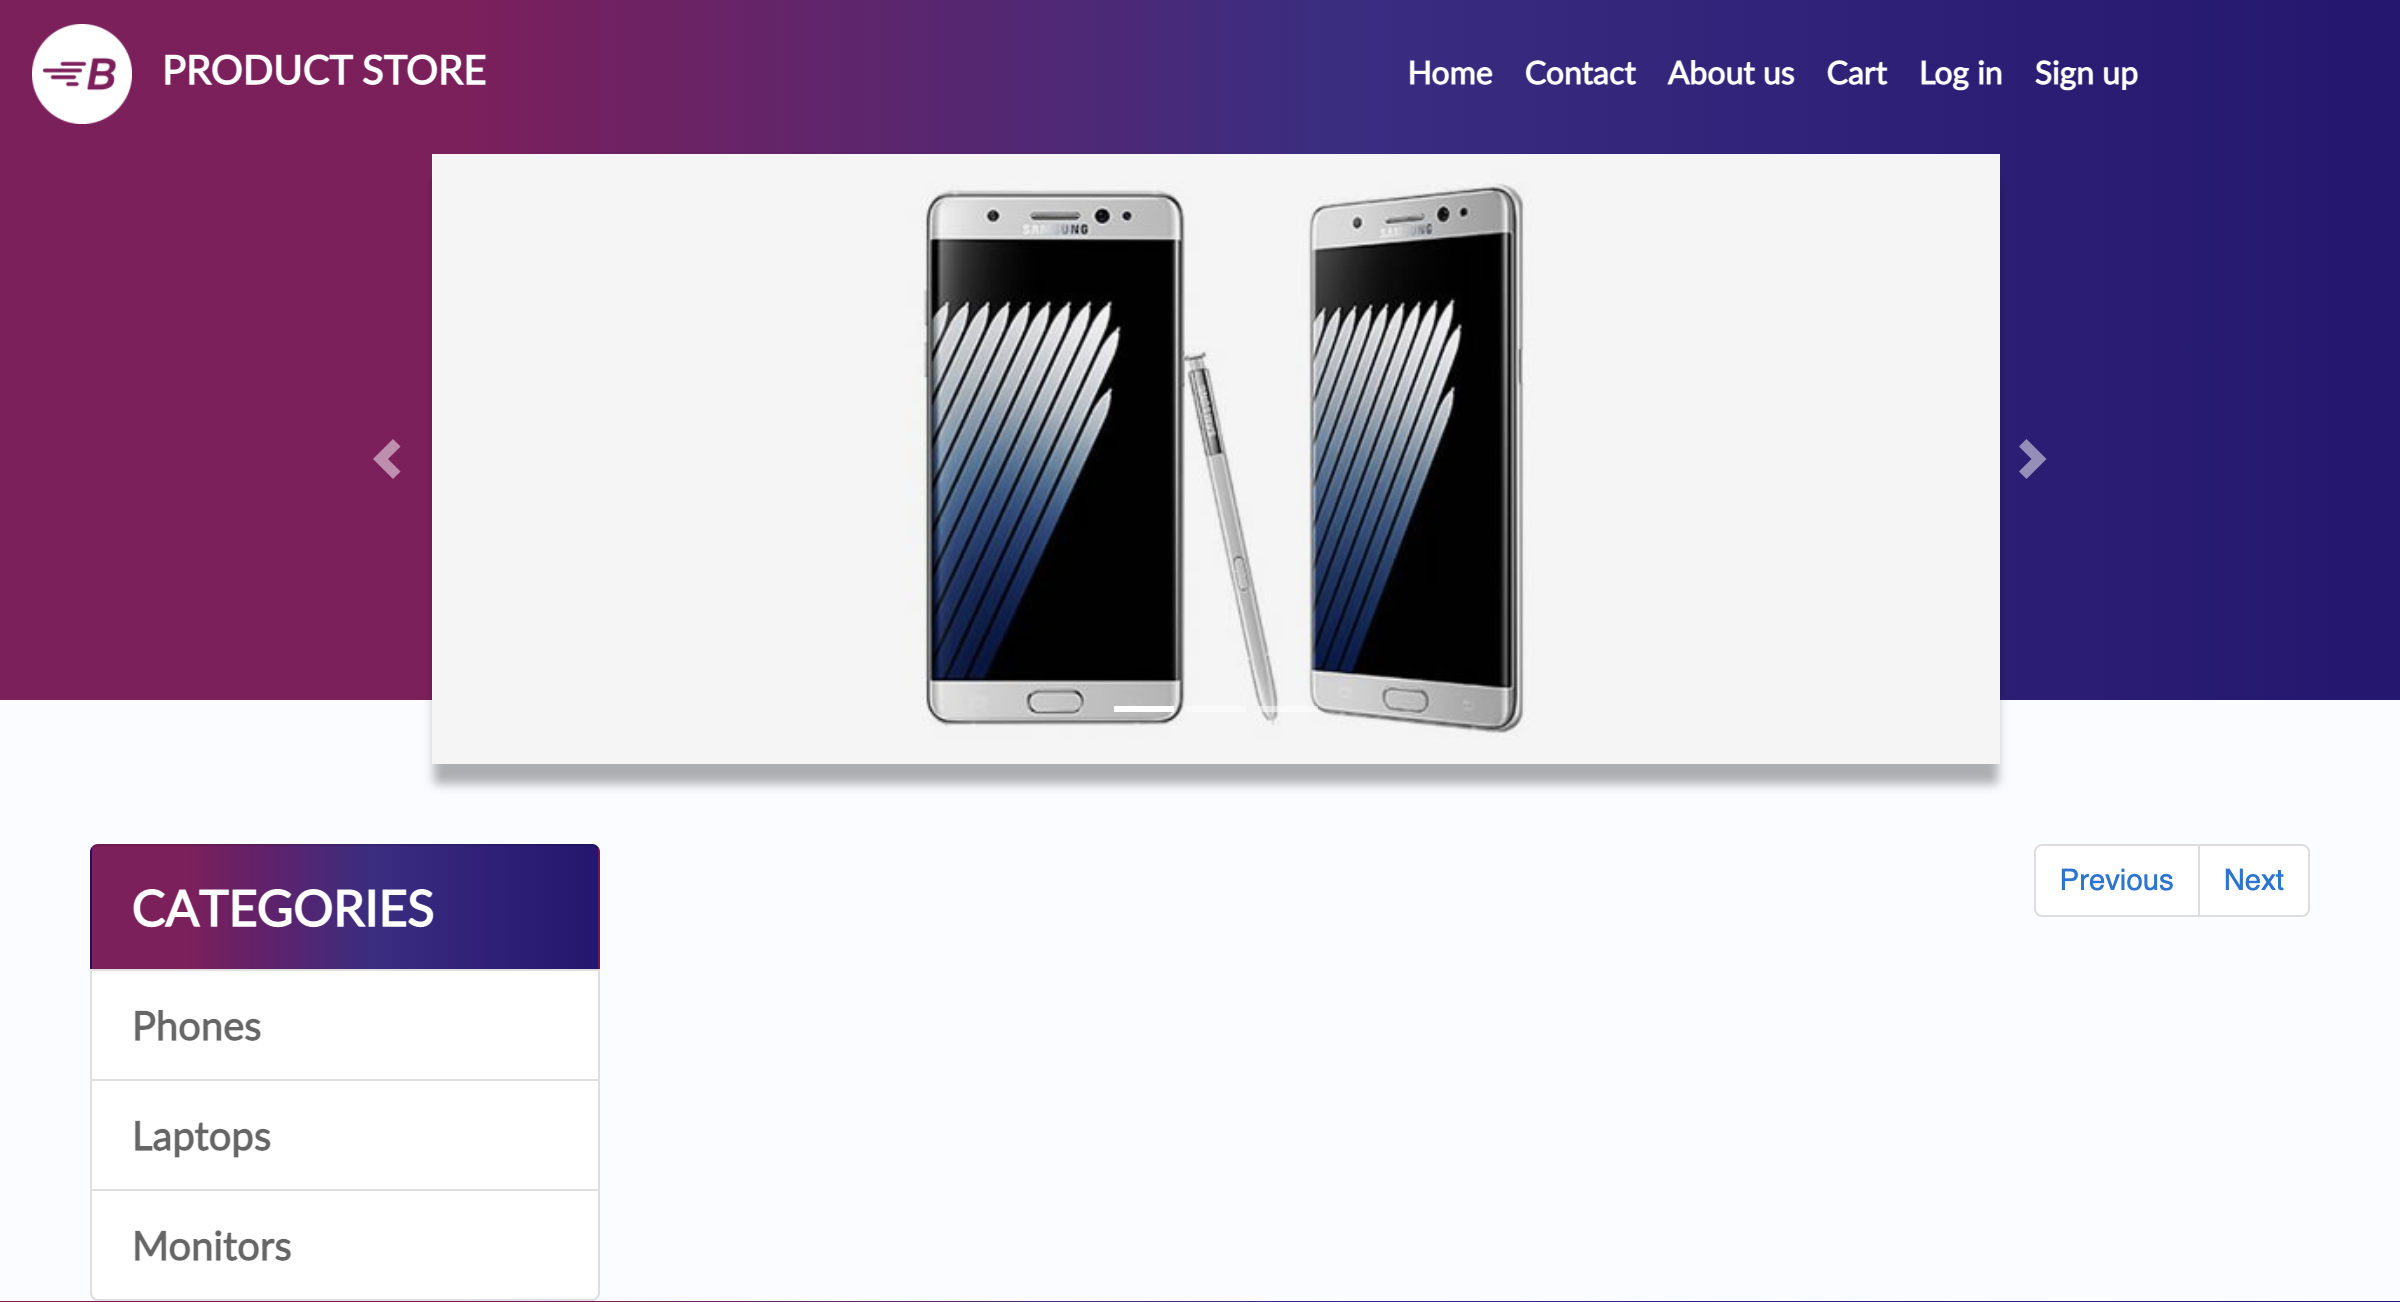 B PRODUCT STORE
Home Contact About us Cart Log in Sign up
SAMSUNG SAMSUNG
Previous Next
CATEGORIES
Phones
Laptops
Monitors